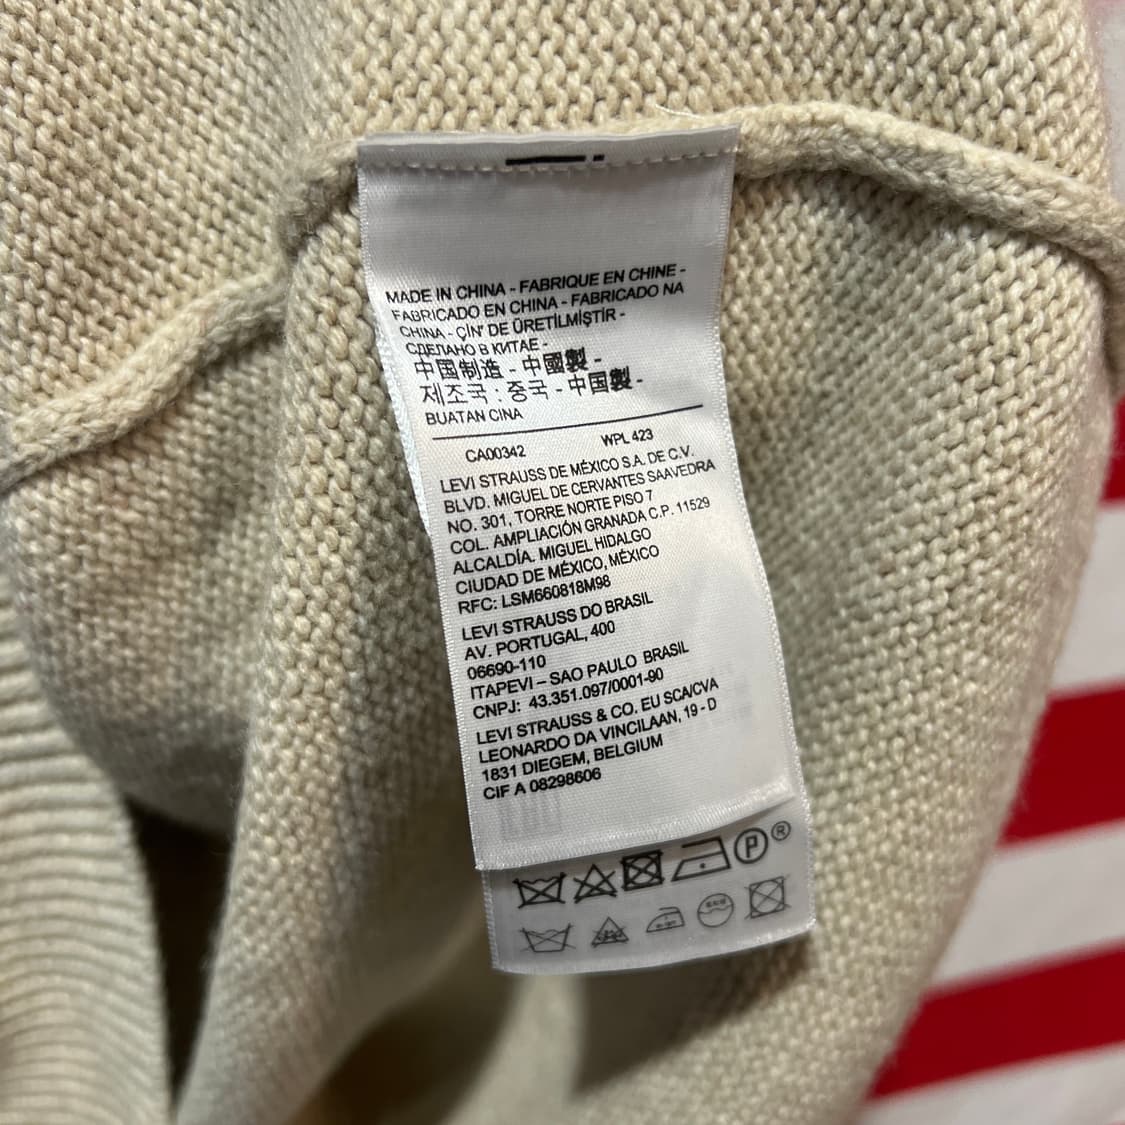 MADE IN CHINA - FABRIQUE EN CHINE -
FABRICADO EN CHINA - FABRICADO NA
CHINA - ÇİN' DE ÜRETİLMİŞTİR -
СДЕЛАНО В КИТАЕ -
中国制造 - 中國製 -
제조국 : 중국 - 中国製 -
BUATAN CINA
CA00342 WPL 423
LEVI STRAUSS DE MÉXICO S.A. DE C.V.
BLVD. MIGUEL DE CERVANTES SAAVEDRA
NO. 301, TORRE NORTE PISO 7
COL. AMPLIACIÓN GRANADA C.P. 11529
ALCALDÍA. MIGUEL HIDALGO
CIUDAD DE MÉXICO, MÉXICO
RFC: LSM660818M98
LEVI STRAUSS DO BRASIL
AV. PORTUGAL, 400
06690-110
ITAPEVI – SAO PAULO BRASIL
CNPJ: 43.351.097/0001-90
LEVI STRAUSS & CO. EU SCA/CVA
LEONARDO DA VINCILAAN, 19 - D
1831 DIEGEM, BELGIUM
CIF A 08298606
P ®